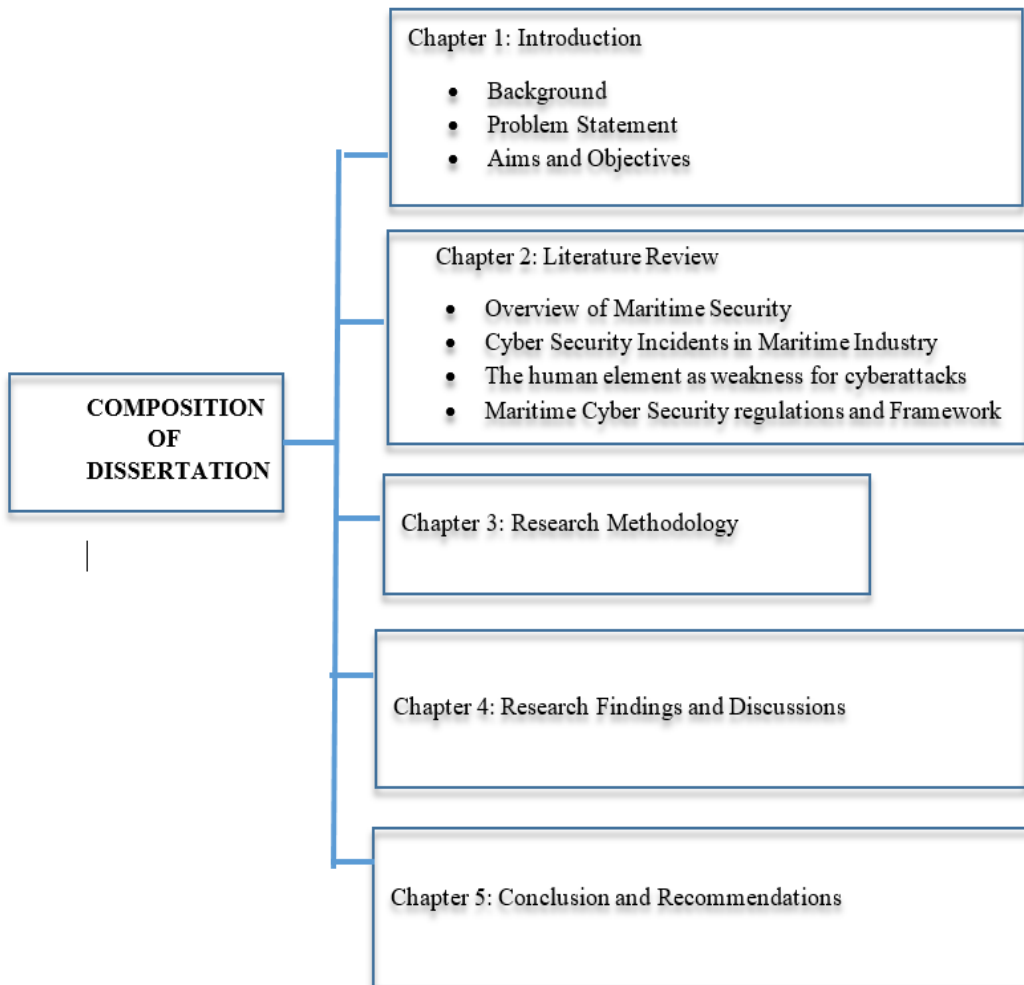 Chapter 1: Introduction
• Background
• Problem Statement
• Aims and Objectives
Chapter 2: Literature Review
• Overview of Maritime Security
• Cyber Security Incidents in Maritime Industry
• The human element as weakness for cyberattacks
• Maritime Cyber Security regulations and Framework
COMPOSITION
OF
DISSERTATION
Chapter 3: Research Methodology
Chapter 4: Research Findings and Discussions
Chapter 5: Conclusion and Recommendations